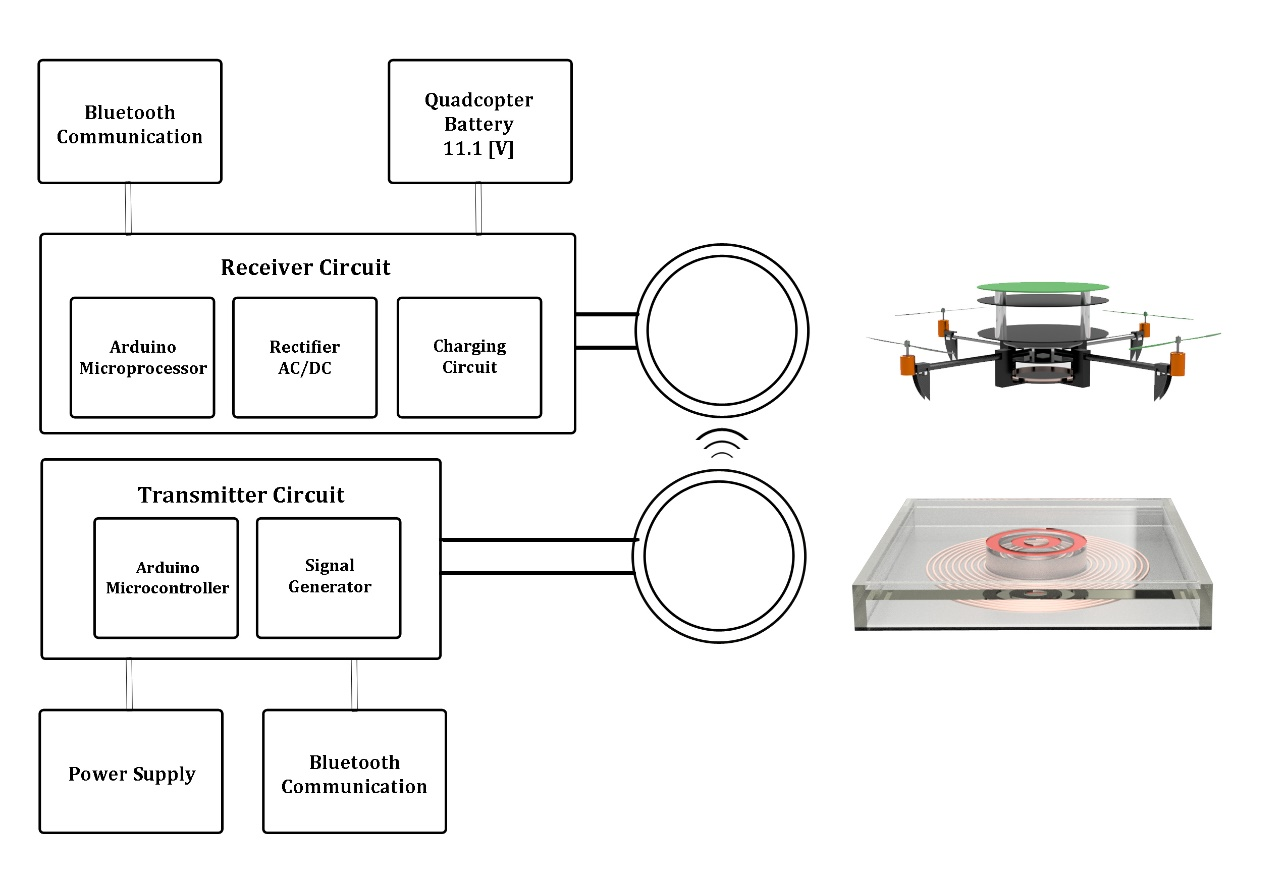 Bluetooth
Communication
Quadcopter
Battery
11.1 [V]
Receiver Circuit
Arduino
Microprocessor
Rectifier
AC/DC
Charging
Circuit
Transmitter Circuit
Arduino
Microcontroller
Signal
Generator
Power Supply
Bluetooth
Communication